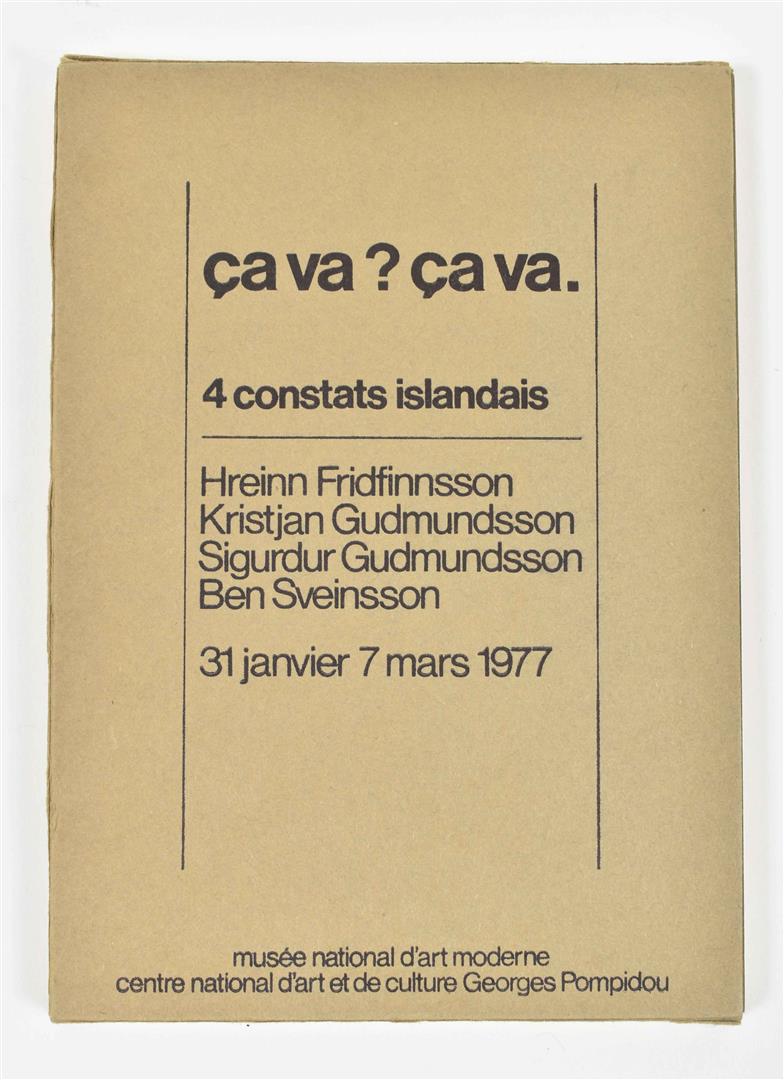 ça va ? ça va.
4 constats islandais
Hreinn Fridfinnsson
Kristjan Gudmundsson
Sigurdur Gudmundsson
Ben Sveinsson
31 janvier 7 mars 1977
musée national d'art moderne
centre national d'art et de culture Georges Pompidou